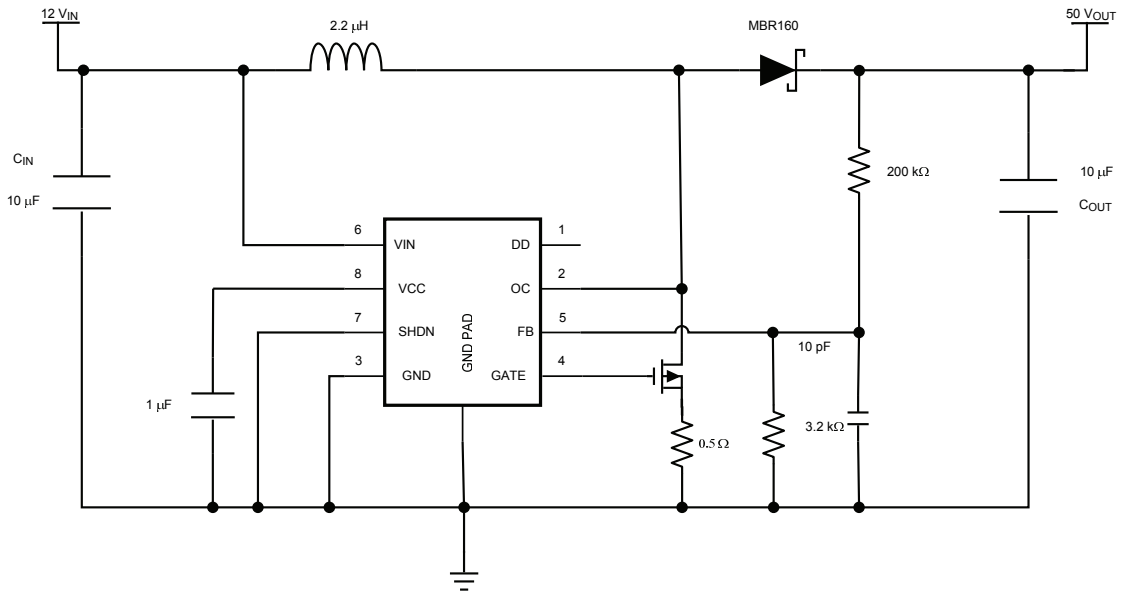 12 VIN
2.2 μH
MBR160
50 VOUT
CIN
10 μF
200 kΩ
10 μF
COUT
6
VIN
DD
1
8
VCC
OC
2
7
SHDN
FB
5
3
GND
GATE
4
GND PAD
10 pF
1 μF
0.5 Ω
3.2 kΩ